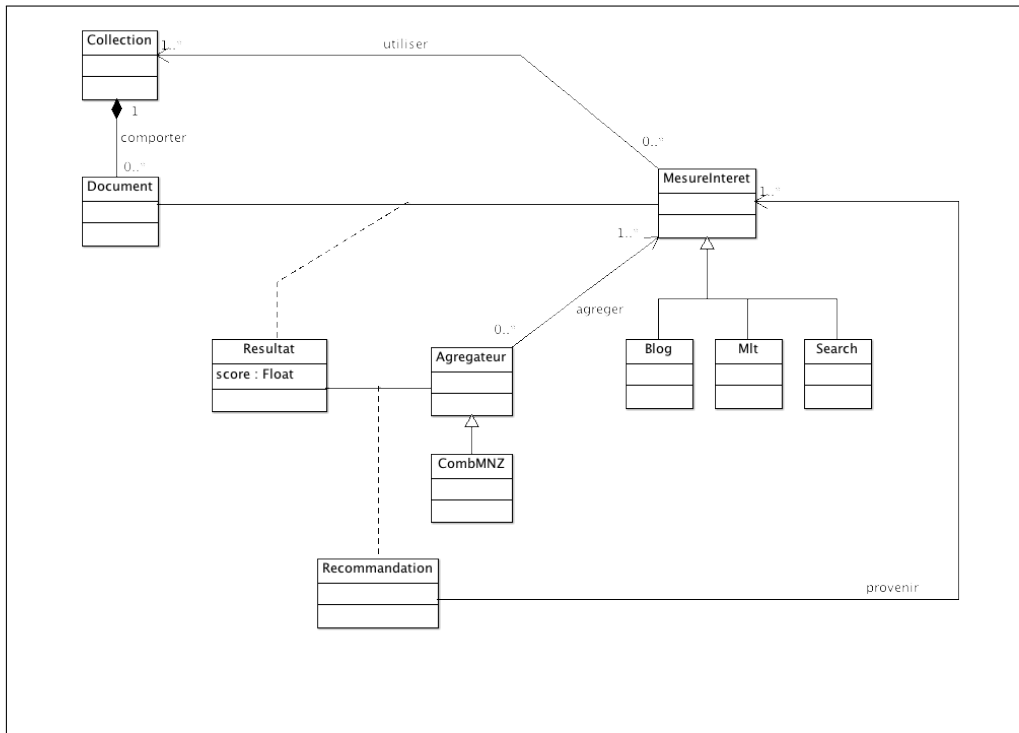 Collection
1..*
utiliser
1
comporter
0..*
0..*
Document
MesureInteret
1..*
1..*
agreger
0..*
Resultat
score : Float
Agregateur
Blog
Mlt
Search
CombMNZ
Recommandation
provenir